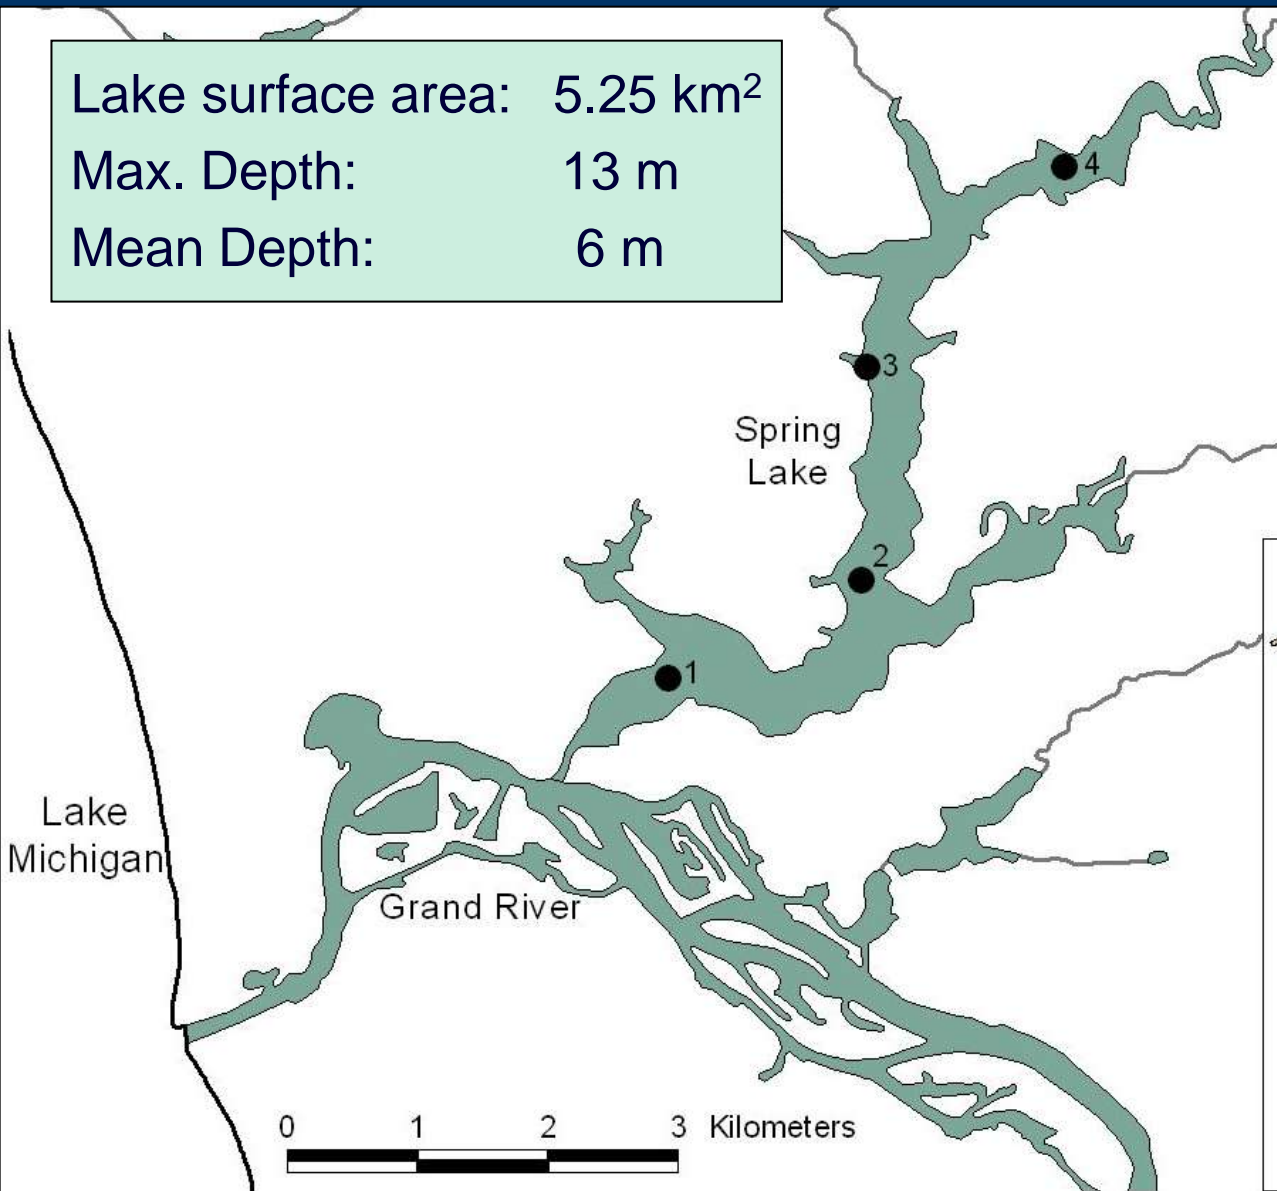 Lake surface area: 5.25 km²
Max. Depth: 13 m
Mean Depth: 6 m
4
3
Spring
Lake
2
1
Lake
Michigan
Grand River
0 1 2 3 Kilometers